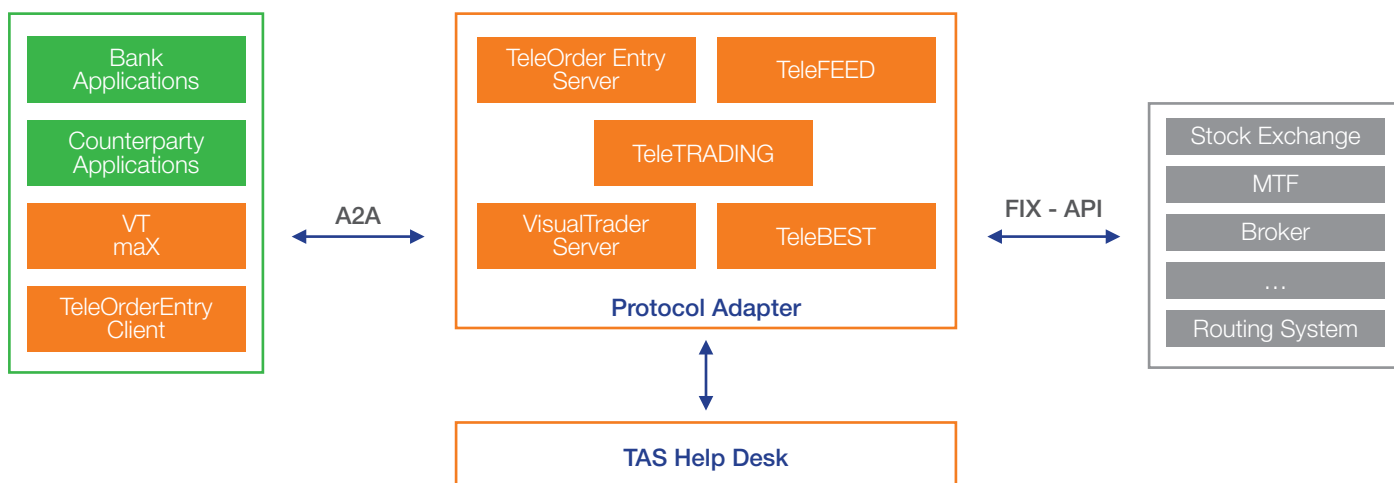 Bank
Applications
Counterparty
Applications
VT
maX
TeleOrderEntry
Client
A2A
TeleOrder Entry
Server
TeleFEED
TeleTRADING
VisualTrader
Server
TeleBEST
Protocol Adapter
FIX - API
Stock Exchange
MTF
Broker
…
Routing System
TAS Help Desk